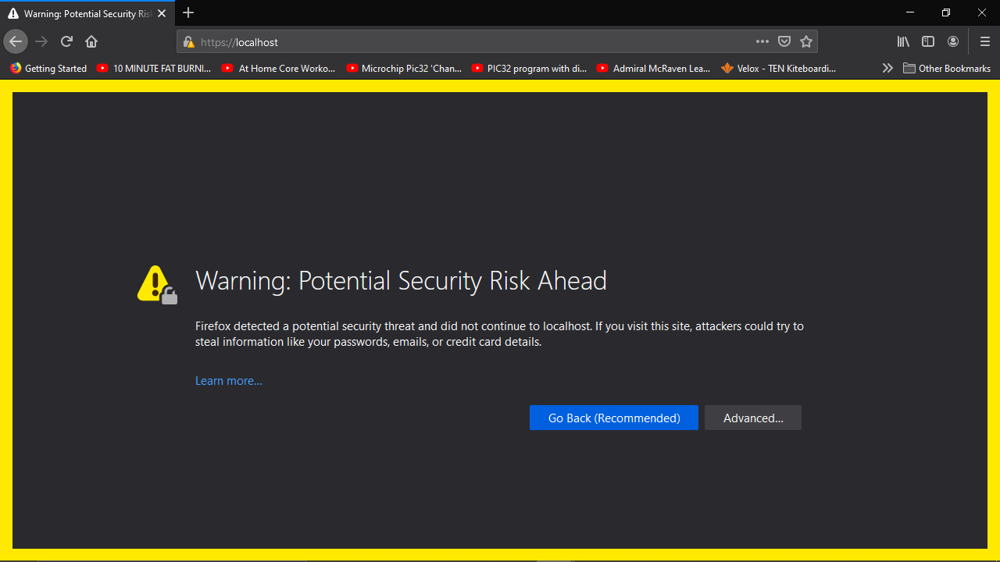 Warning: Potential Security Ris
https://localhost
Getting Started
10 MINUTE FAT BURNI...
At Home Core Worko...
Microchip Pic32 'Chan...
PIC32 program with di...
Admiral McRaven Lea...
Velox - TEN Kiteboardi...
Other Bookmarks
Warning: Potential Security Risk Ahead
Firefox detected a potential security threat and did not continue to localhost. If you visit this site, attackers could try to
steal information like your passwords, emails, or credit card details.
Learn more...
Go Back (Recommended)
Advanced...